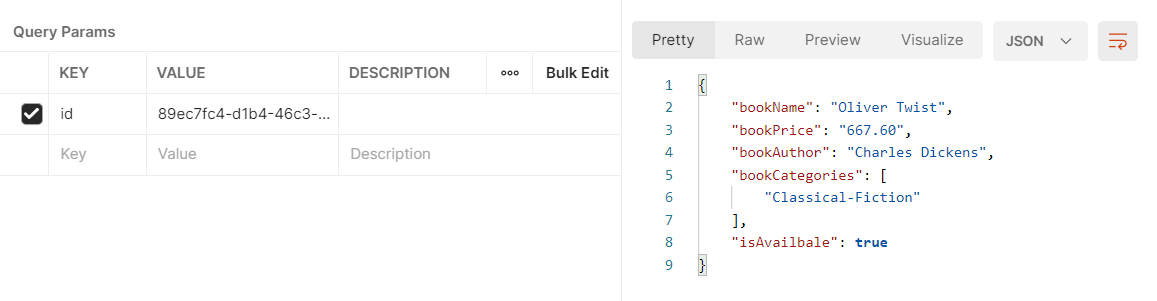 Query Params
KEY VALUE DESCRIPTION ooo Bulk Edit
id 89ec7fc4-d1b4-46c3-...
Key Value Description
Pretty Raw Preview Visualize JSON
1 {
2 "bookName": "Oliver Twist",
3 "bookPrice": "667.60",
4 "bookAuthor": "Charles Dickens",
5 "bookCategories": [
6 "Classical-Fiction"
7 ],
8 "isAvailbale": true
9 }